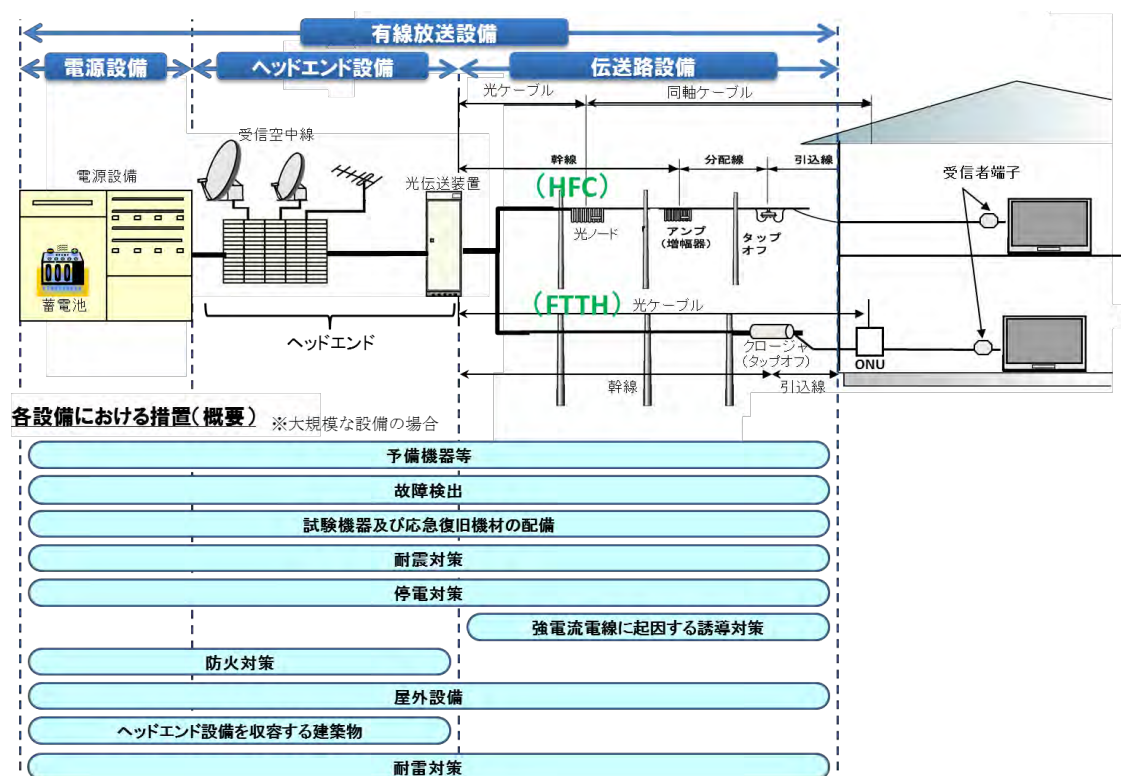 有線放送設備
電源設備
ヘッドエンド設備
伝送路設備
光ケーブル
同軸ケーブル
受信空中線
幹線
分配線
引込線
電源設備
光伝送装置
(HFC)
受信者端子
光ノード
アンプ
(増幅器)
タップ
オフ
蓄電池
(FTTH)
光ケーブル
ヘッドエンド
クロージャ
(タップオフ)
ONU
幹線
引込線
各設備における措置(概要)
※大規模な設備の場合
予備機器等
故障検出
試験機器及び応急復旧機材の配備
耐震対策
停電対策
強電流電線に起因する誘導対策
防火対策
屋外設備
ヘッドエンド設備を収容する建築物
耐雷対策